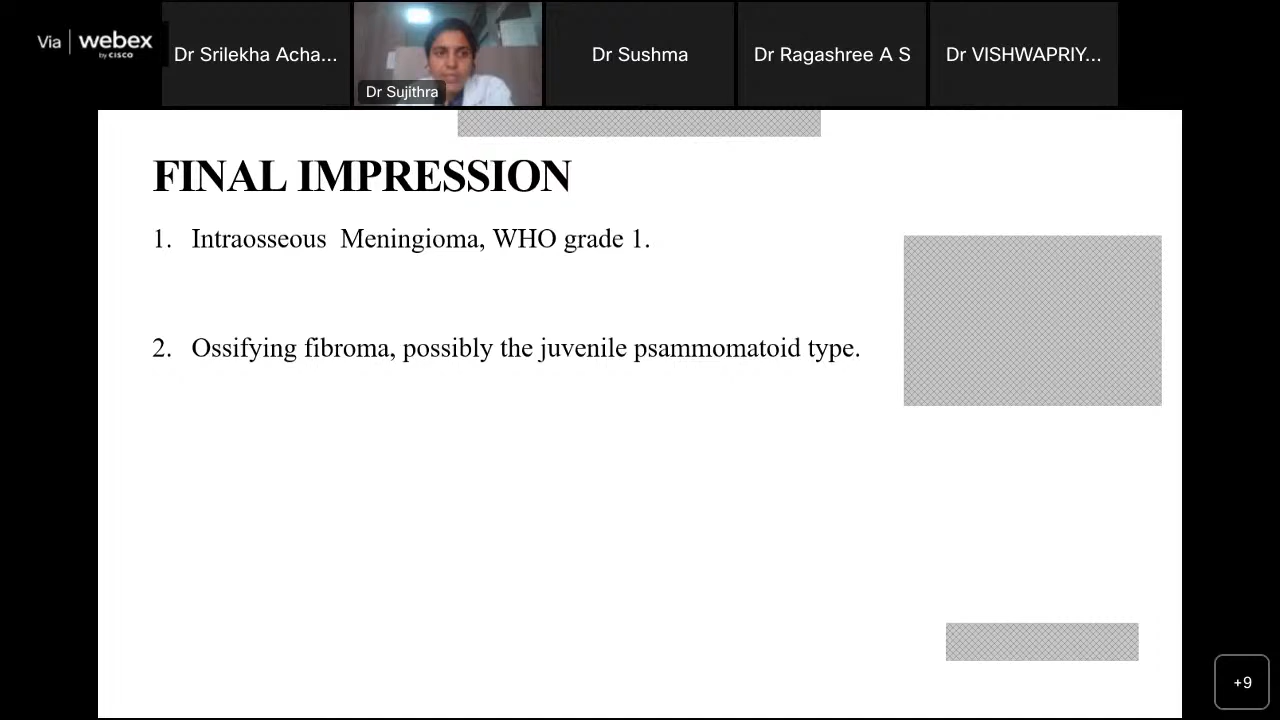 Via webex
by CISCO
Dr Srilekha Acha...
Dr Sujithra
Dr Sushma
Dr Ragashree A S
Dr VISHWAPRIY...
FINAL IMPRESSION
1. Intraosseous Meningioma, WHO grade 1.
2. Ossifying fibroma, possibly the juvenile psammomatoid type.
+9